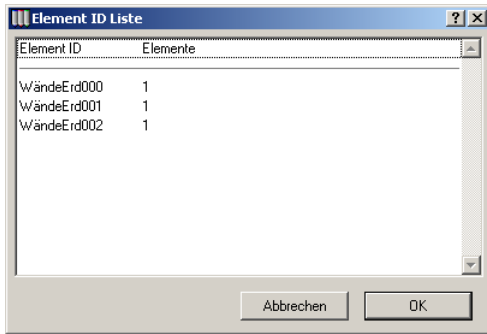 Element ID Liste
Element ID Elemente
WändeErd000 1
WändeErd001 1
WändeErd002 1
Abbrechen OK